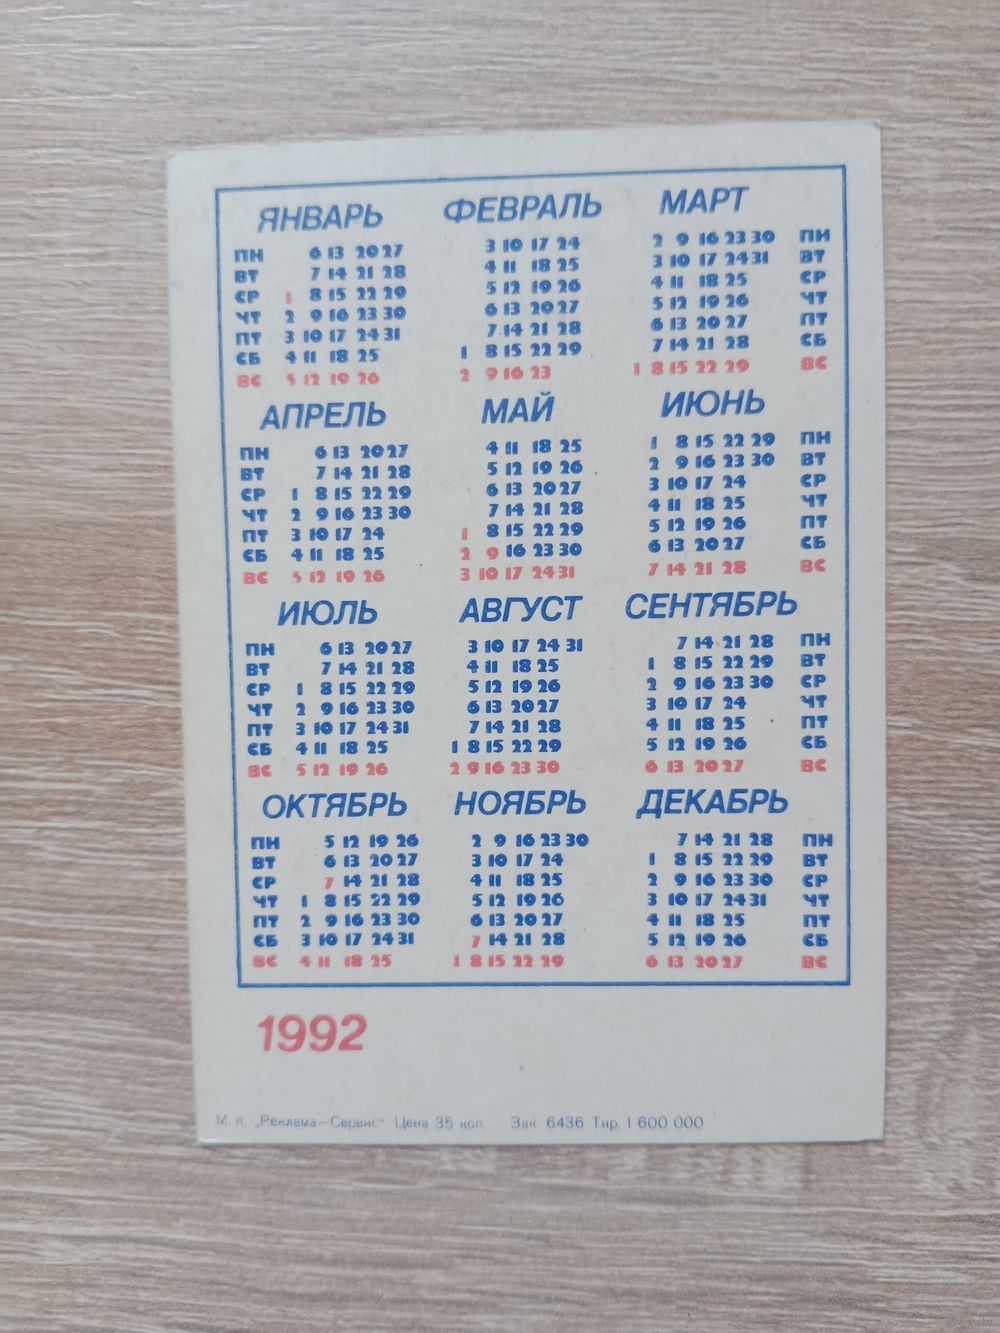 ЯНВАРЬ ФЕВРАЛЬ МАРТ
ПН 6 13 20 27 3 10 17 24 2 9 16 23 30 ПН
ВТ 7 14 21 28 4 11 18 25 3 10 17 24 31 ВТ
СР 1 8 15 22 29 5 12 19 26 4 11 18 25 СР
ЧТ 2 9 16 23 30 6 13 20 27 5 12 19 26 ЧТ
ПТ 3 10 17 24 31 7 14 21 28 6 13 20 27 ПТ
СБ 4 11 18 25 1 8 15 22 29 7 14 21 28 СБ
ВС 5 12 19 26 2 9 16 23 1 8 15 22 29 ВС
АПРЕЛЬ МАЙ ИЮНЬ
ПН 6 13 20 27 4 11 18 25 1 8 15 22 29 ПН
ВТ 7 14 21 28 5 12 19 26 2 9 16 23 30 ВТ
СР 1 8 15 22 29 6 13 20 27 3 10 17 24 СР
ЧТ 2 9 16 23 30 7 14 21 28 4 11 18 25 ЧТ
ПТ 3 10 17 24 1 8 15 22 29 5 12 19 26 ПТ
СБ 4 11 18 25 2 9 16 23 30 6 13 20 27 СБ
ВС 5 12 19 26 3 10 17 24 31 7 14 21 28 ВС
ИЮЛЬ АВГУСТ СЕНТЯБРЬ
ПН 6 13 20 27 3 10 17 24 31 7 14 21 28 ПН
ВТ 7 14 21 28 4 11 18 25 1 8 15 22 29 ВТ
СР 1 8 15 22 29 5 12 19 26 2 9 16 23 30 СР
ЧТ 2 9 16 23 30 6 13 20 27 3 10 17 24 ЧТ
ПТ 3 10 17 24 31 7 14 21 28 4 11 18 25 ПТ
СБ 4 11 18 25 1 8 15 22 29 5 12 19 26 СБ
ВС 5 12 19 26 2 9 16 23 30 6 13 20 27 ВС
ОКТЯБРЬ НОЯБРЬ ДЕКАБРЬ
ПН 5 12 19 26 2 9 16 23 30 7 14 21 28 ПН
ВТ 6 13 20 27 3 10 17 24 1 8 15 22 29 ВТ
СР 7 14 21 28 4 11 18 25 2 9 16 23 30 СР
ЧТ 1 8 15 22 29 5 12 19 26 3 10 17 24 31 ЧТ
ПТ 2 9 16 23 30 6 13 20 27 4 11 18 25 ПТ
СБ 3 10 17 24 31 7 14 21 28 5 12 19 26 СБ
ВС 4 11 18 25 1 8 15 22 29 6 13 20 27 ВС
1992
М. п. „Реклама—Сервис" Цена 35 коп. Зак. 6436 Тир. 1 600 000